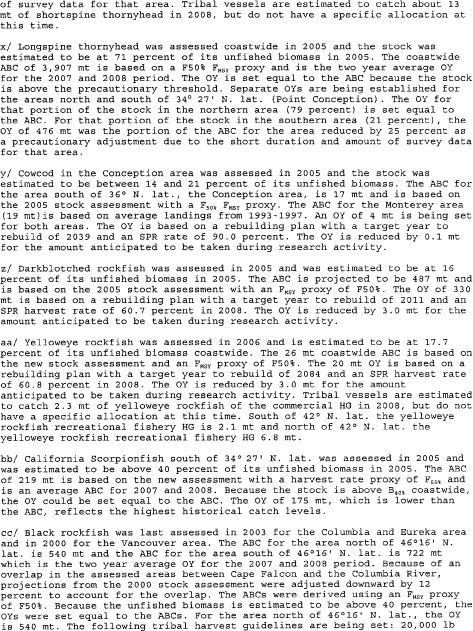 of survey data for that area. Tribal vessels are estimated to catch about 13
mt of shortspine thornyhead in 2008, but do not have a specific allocation at
this time.
x/ Longspine thornyhead was assessed coastwide in 2005 and the stock was
estimated to be at 71 percent of its unfished biomass in 2005. The coastwide
ABC of 3,907 mt is based on a F50% FMSY proxy and is the two year average OY
for the 2007 and 2008 period. The OY is set equal to the ABC because the stock
is above the precautionary threshold. Separate OYs are being established for
the areas north and south of 34° 27' N. lat. (Point Conception). The OY for
the portion of the stock in the northern area (79 percent) is set equal to
the ABC. For that portion of the stock in the southern area (21 percent), the
OY of 476 mt was the portion of the ABC for the area reduced by 25 percent as
a precautionary adjustment due to the short duration and amount of survey data
for that area.
y/ Cowcod in the Conception area was assessed in 2005 and the stock was
estimated to be between 14 and 21 percent of its unfished biomass. The ABC for
the area south of 36° N. lat., the Conception area, is 17 mt and is based on
the 2005 stock assessment with a F50% FMSY proxy. The ABC for the Monterey area
(19 mt)is based on average landings from 1993-1997. An OY of 4 mt is being set
for both areas. The OY is based on a rebuilding plan with a target year to
rebuild of 2039 and an SPR rate of 90.0 percent. The OY is reduced by 0.1 mt
for the amount anticipated to be taken during research activity.
z/ Darkblotched rockfish was assessed in 2005 and was estimated to be at 16
percent of its unfished biomass in 2005. The ABC is projected to be 487 mt and
is based on the 2005 stock assessment with an FMSY proxy of F50%. The OY of 330
mt is based on a rebuilding plan with a target year to rebuild of 2011 and an
SPR harvest rate of 60.7 percent in 2008. The OY is reduced by 3.0 mt for the
amount anticipated to be taken during research activity.
aa/ Yelloweye rockfish was assessed in 2006 and is estimated to be at 17.7
percent of its unfished biomass coastwide. The 26 mt coastwide ABC is based on
the new stock assessment and an FMSY proxy of F50%. The 20 mt OY is based on a
rebuilding plan with a target year to rebuild of 2084 and an SPR harvest rate
of 60.8 percent in 2008. The OY is reduced by 3.0 mt for the amount
anticipated to be taken during research activity. Tribal vessels are estimated
to catch 2.3 mt of yelloweye rockfish of the commercial HG in 2008, but do not
have a specific allocation at this time. South of 42° N. lat. the yelloweye
rockfish recreational fishery HG is 2.1 mt and north of 42° N. lat. the
yelloweye rockfish recreational fishery HG 6.8 mt.
bb/ California Scorpionfish south of 34° 27' N. lat. was assessed in 2005 and
was estimated to be above 40 percent of its unfished biomass in 2005. The ABC
of 219 mt is based on the new assessment with a harvest rate proxy of F50% and
is an average ABC for 2007 and 2008. Because the stock is above B40% coastwide,
the OY could be set equal to the ABC. The OY of 175 mt, which is lower than
the ABC, reflects the highest historical catch levels.
cc/ Black rockfish was last assessed in 2003 for the Columbia and Eureka area
and in 2000 for the Vancouver area. The ABC for the area north of 46°16' N.
lat. is 540 mt and the ABC for the area south of 46°16' N. lat. is 722 mt
which is the two year average OY for the 2007 and 2008 period. Because of an
overlap in the assessed areas between Cape Falcon and the Columbia River,
projections from the 2000 stock assessment were adjusted downward by 12
percent to account for the overlap. The ABCs were derived using an FMSY proxy
of F50%. Because the unfished biomass is estimated to be above 40 percent, the
OYs were set equal to the ABCs. For the area north of 46°16' N. lat., the OY
is 540 mt. The following tribal harvest guidelines are being set: 20,000 lb